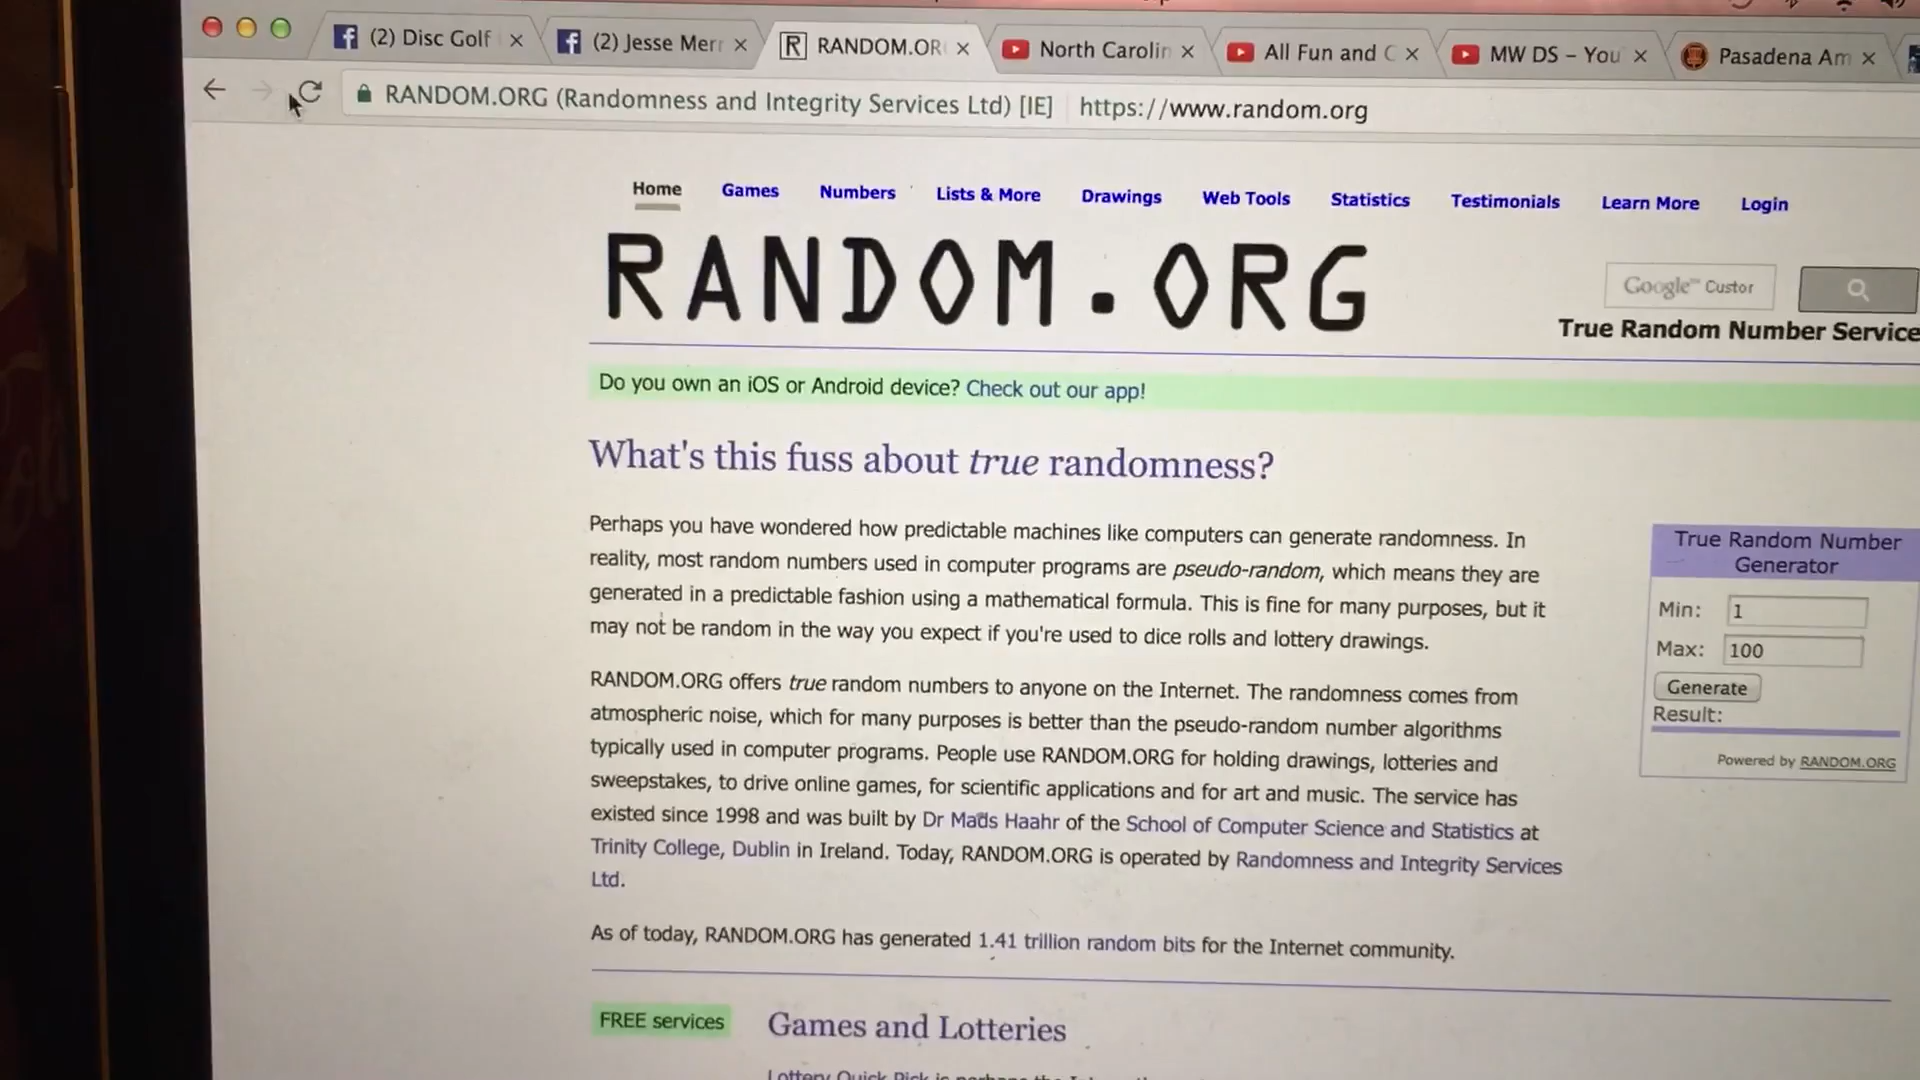 (2) Disc Golf
(2) Jesse Merr
RANDOM.OR
North Carolin
All Fun and
MW DS – You
Pasadena Am
RANDOM.ORG (Randomness and Integrity Services Ltd) [IE] https://www.random.org
Home Games Numbers Lists & More Drawings Web Tools Statistics Testimonials Learn More Login
RANDOM.ORG
Google™ Custor
True Random Number Service
Do you own an iOS or Android device? Check out our app!
What's this fuss about true randomness?
Perhaps you have wondered how predictable machines like computers can generate randomness. In
reality, most random numbers used in computer programs are pseudo-random, which means they are
generated in a predictable fashion using a mathematical formula. This is fine for many purposes, but it
may not be random in the way you expect if you're used to dice rolls and lottery drawings.
RANDOM.ORG offers true random numbers to anyone on the Internet. The randomness comes from
atmospheric noise, which for many purposes is better than the pseudo-random number algorithms
typically used in computer programs. People use RANDOM.ORG for holding drawings, lotteries and
sweepstakes, to drive online games, for scientific applications and for art and music. The service has
existed since 1998 and was built by Dr Mads Haahr of the School of Computer Science and Statistics at
Trinity College, Dublin in Ireland. Today, RANDOM.ORG is operated by Randomness and Integrity Services
Ltd.
As of today, RANDOM.ORG has generated 1.41 trillion random bits for the Internet community.
True Random Number
Generator
Min: 1
Max: 100
Generate
Result:
Powered by RANDOM.ORG
FREE services
Games and Lotteries
Lottery Quick Pick is perhaps the